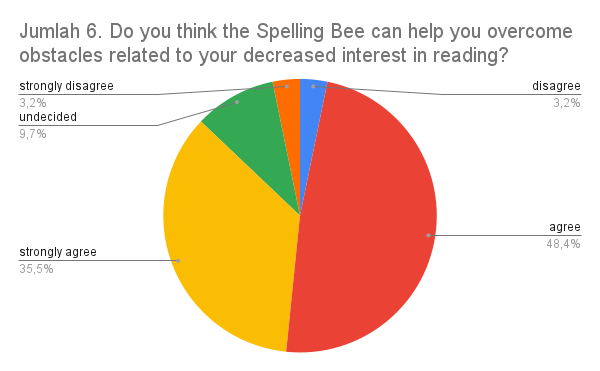 Jumlah 6. Do you think the Spelling Bee can help you overcome
obstacles related to your decreased interest in reading?
strongly disagree
3,2%
undecided
9,7%
strongly agree
35,5%
disagree
3,2%
agree
48,4%